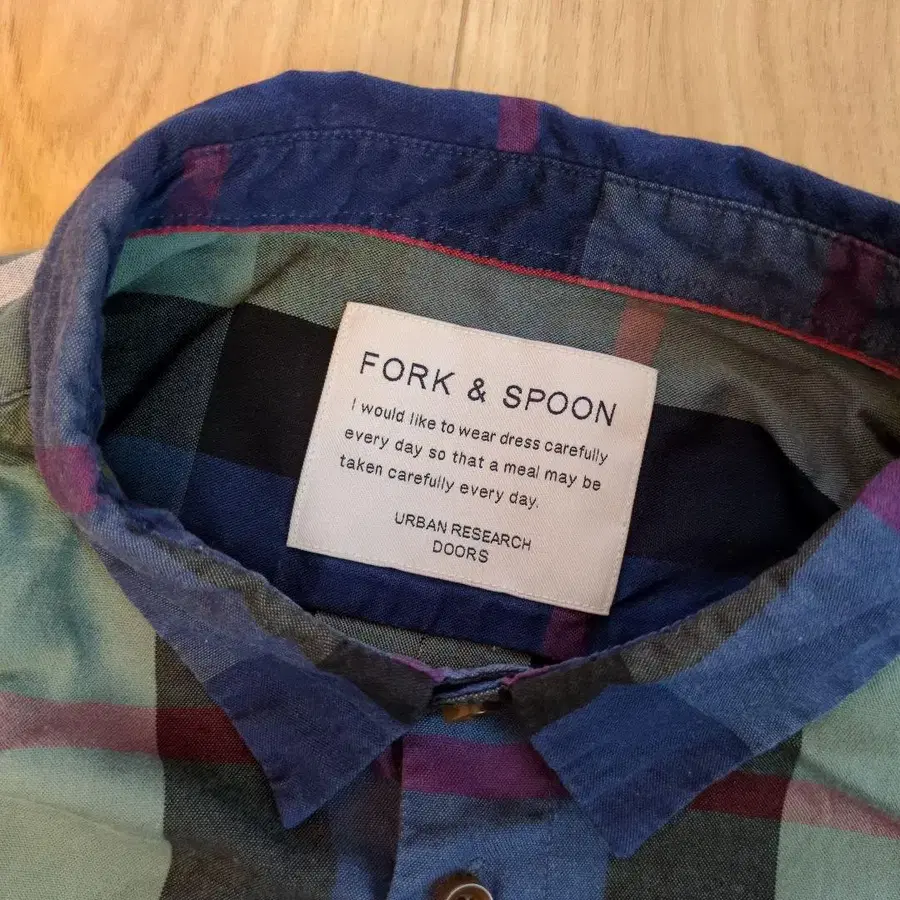 FORK & SPOON
I would like to wear dress carefully
every day so that a meal may be
taken carefully every day.
URBAN RESEARCH
DOORS